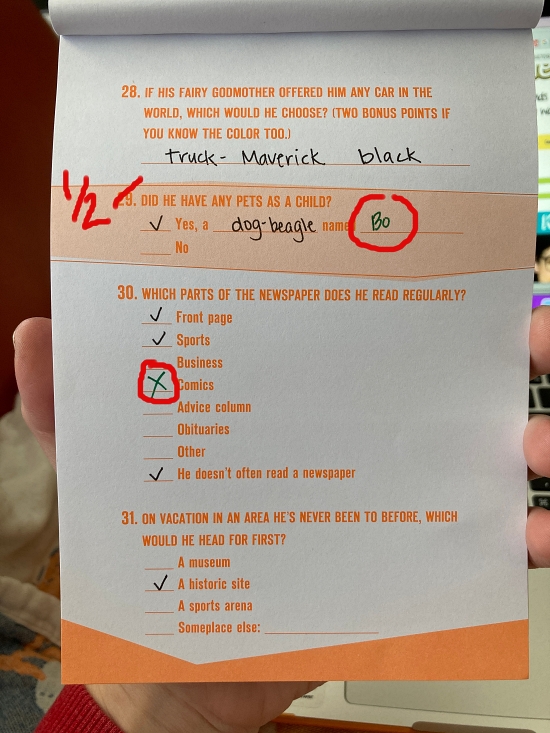 28. IF HIS FAIRY GODMOTHER OFFERED HIM ANY CAR IN THE
WORLD, WHICH WOULD HE CHOOSE? (TWO BONUS POINTS IF
YOU KNOW THE COLOR TOO.)
truck- Maverick black
1/2
29. DID HE HAVE ANY PETS AS A CHILD?
✓ Yes, a dog-beagle name Bo
No
30. WHICH PARTS OF THE NEWSPAPER DOES HE READ REGULARLY?
✓ Front page
✓ Sports
Business
X Comics
Advice column
Obituaries
Other
✓ He doesn't often read a newspaper
31. ON VACATION IN AN AREA HE'S NEVER BEEN TO BEFORE, WHICH
WOULD HE HEAD FOR FIRST?
A museum
✓ A historic site
A sports arena
Someplace else: